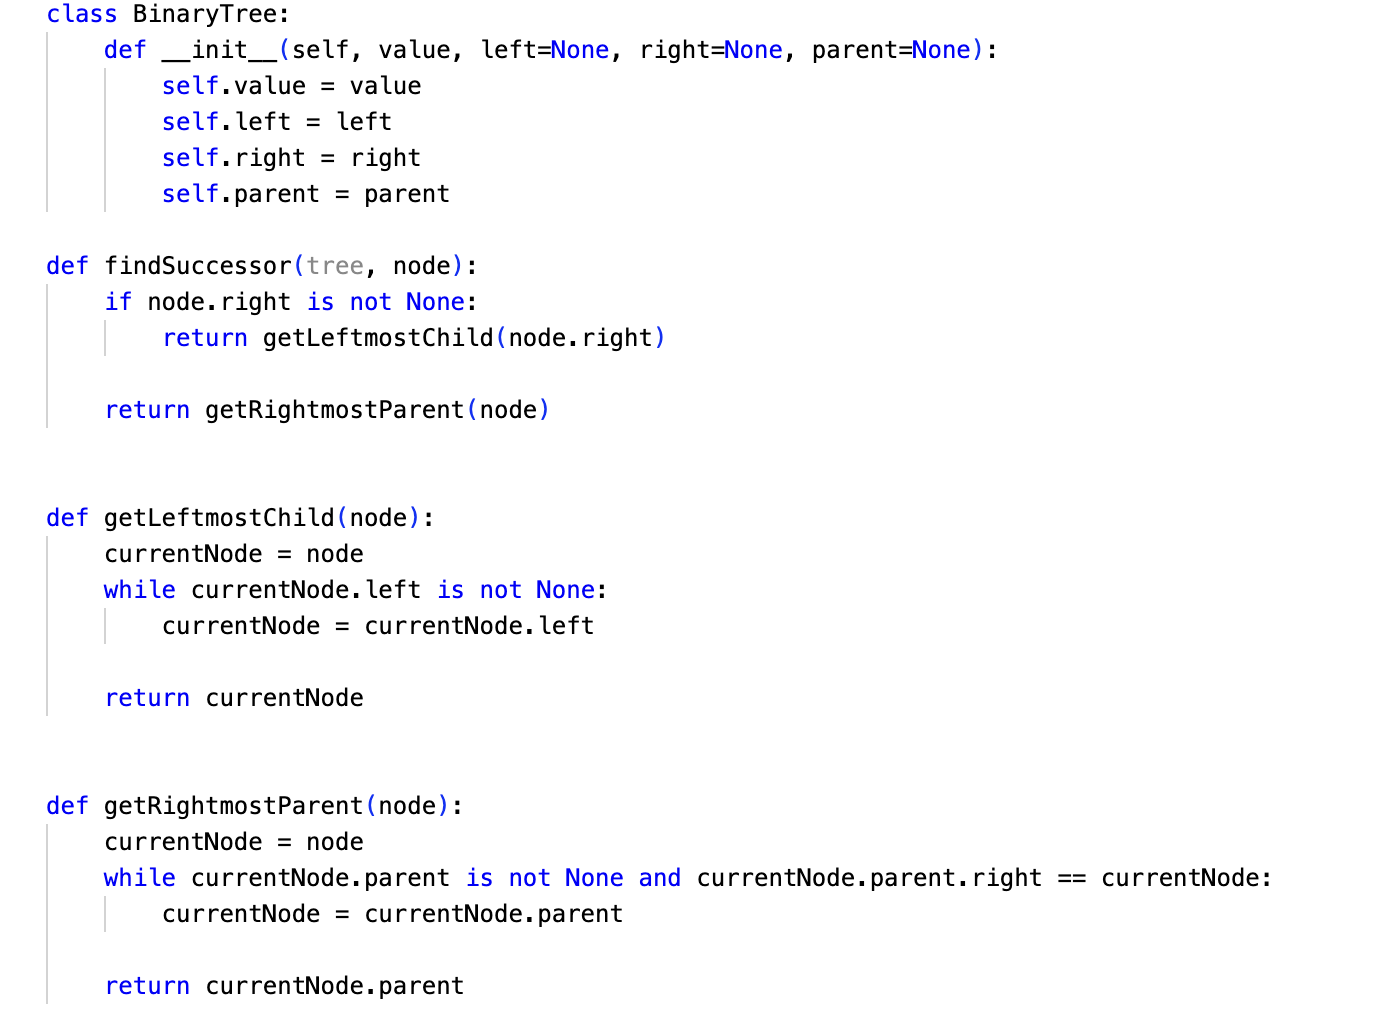 class BinaryTree:
    def __init__(self, value, left=None, right=None, parent=None):
        self.value = value
        self.left = left
        self.right = right
        self.parent = parent

def findSuccessor(tree, node):
    if node.right is not None:
        return getLeftmostChild(node.right)

    return getRightmostParent(node)


def getLeftmostChild(node):
    currentNode = node
    while currentNode.left is not None:
        currentNode = currentNode.left

    return currentNode


def getRightmostParent(node):
    currentNode = node
    while currentNode.parent is not None and currentNode.parent.right == currentNode:
        currentNode = currentNode.parent

    return currentNode.parent